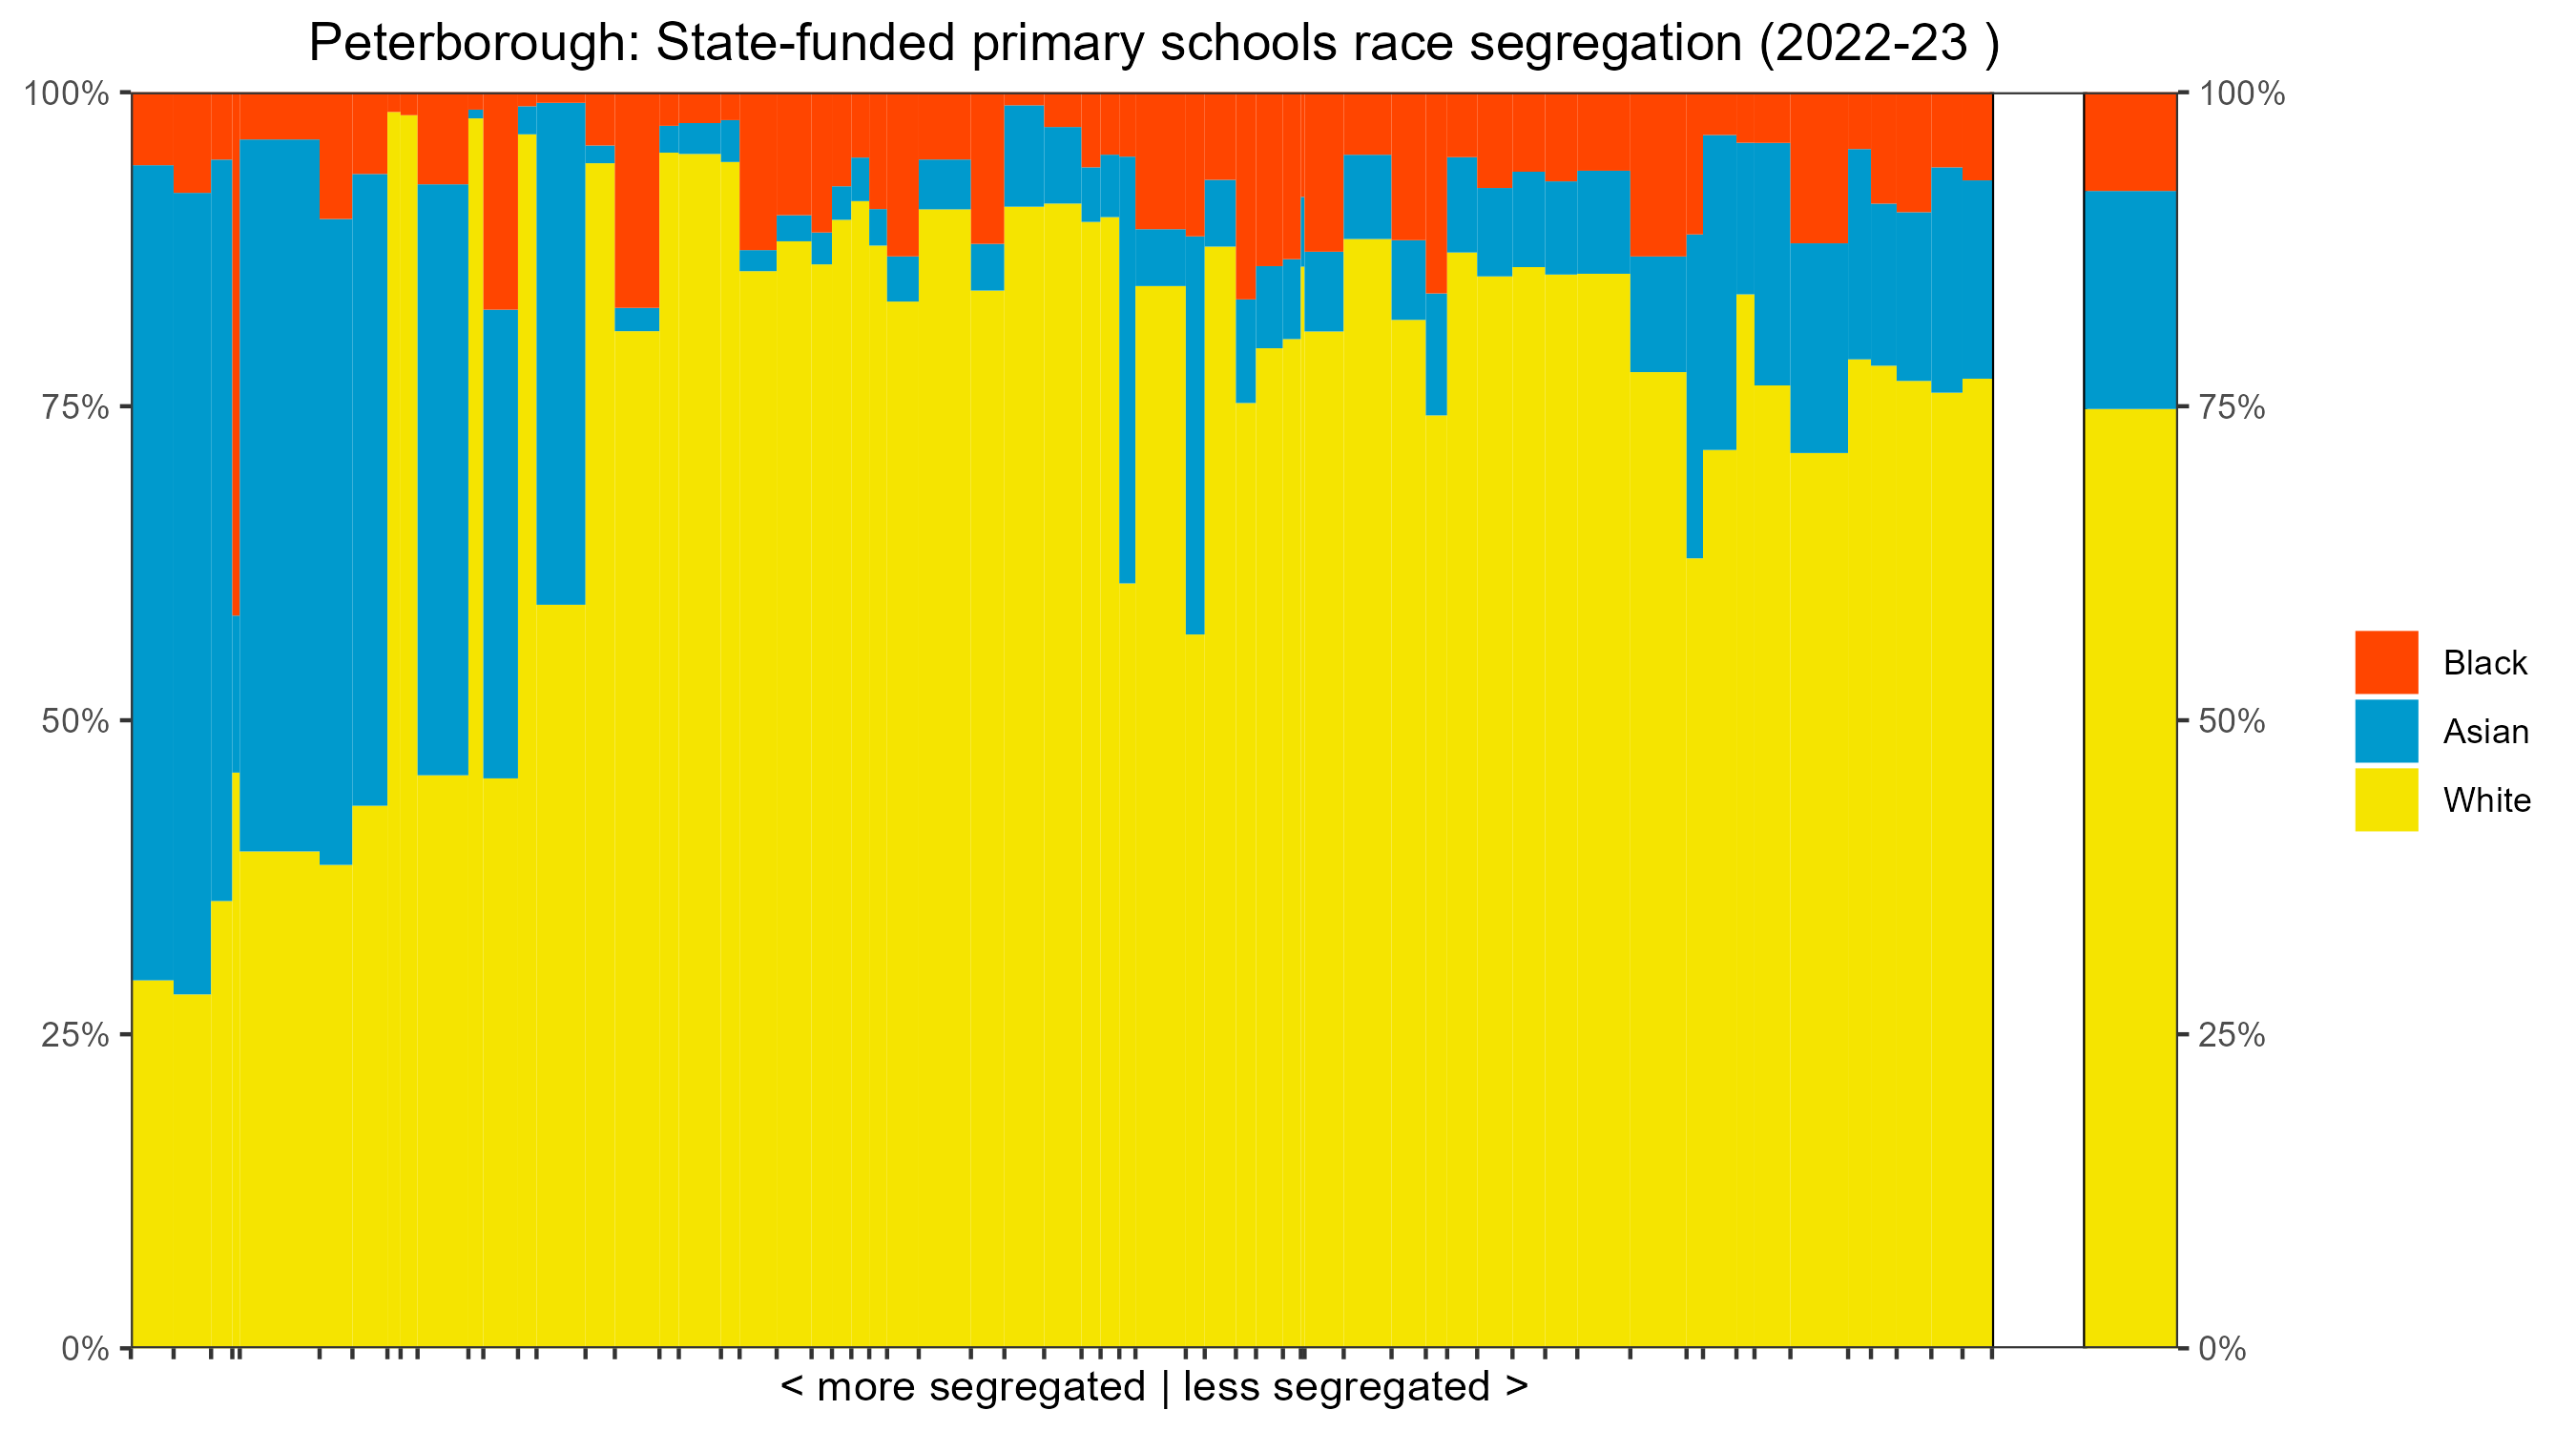 Peterborough: State-funded primary schools race segregation (2022-23 )
100%
75%
50%
25%
0%
100%
75%
50%
25%
0%
Black
Asian
White
< more segregated | less segregated >